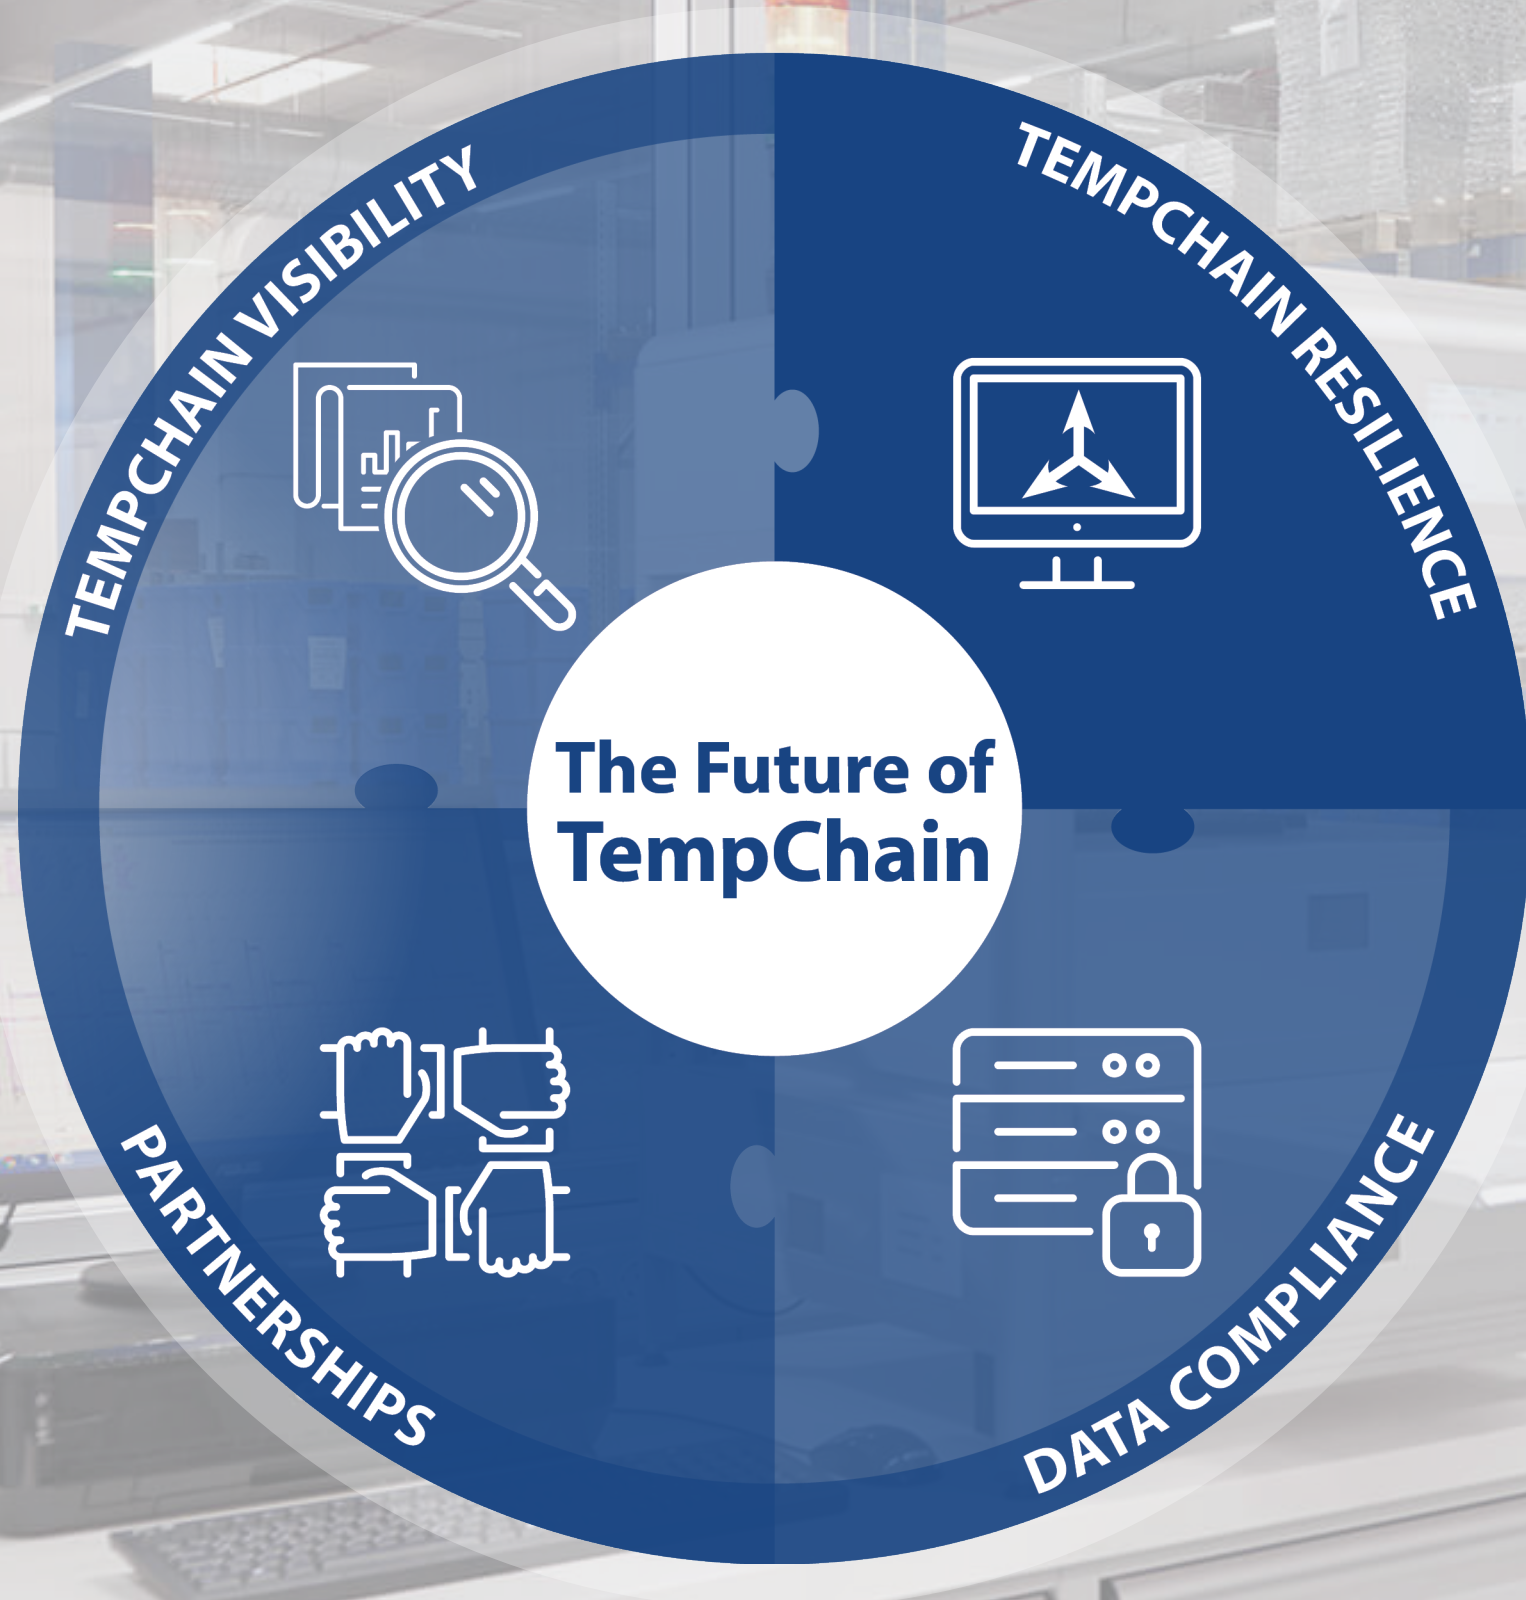 TEMPCHAIN VISIBILITY
TEMPCHAIN RESILIENCE
The Future of
TempChain
PARTNERSHIPS
DATA COMPLIANCE